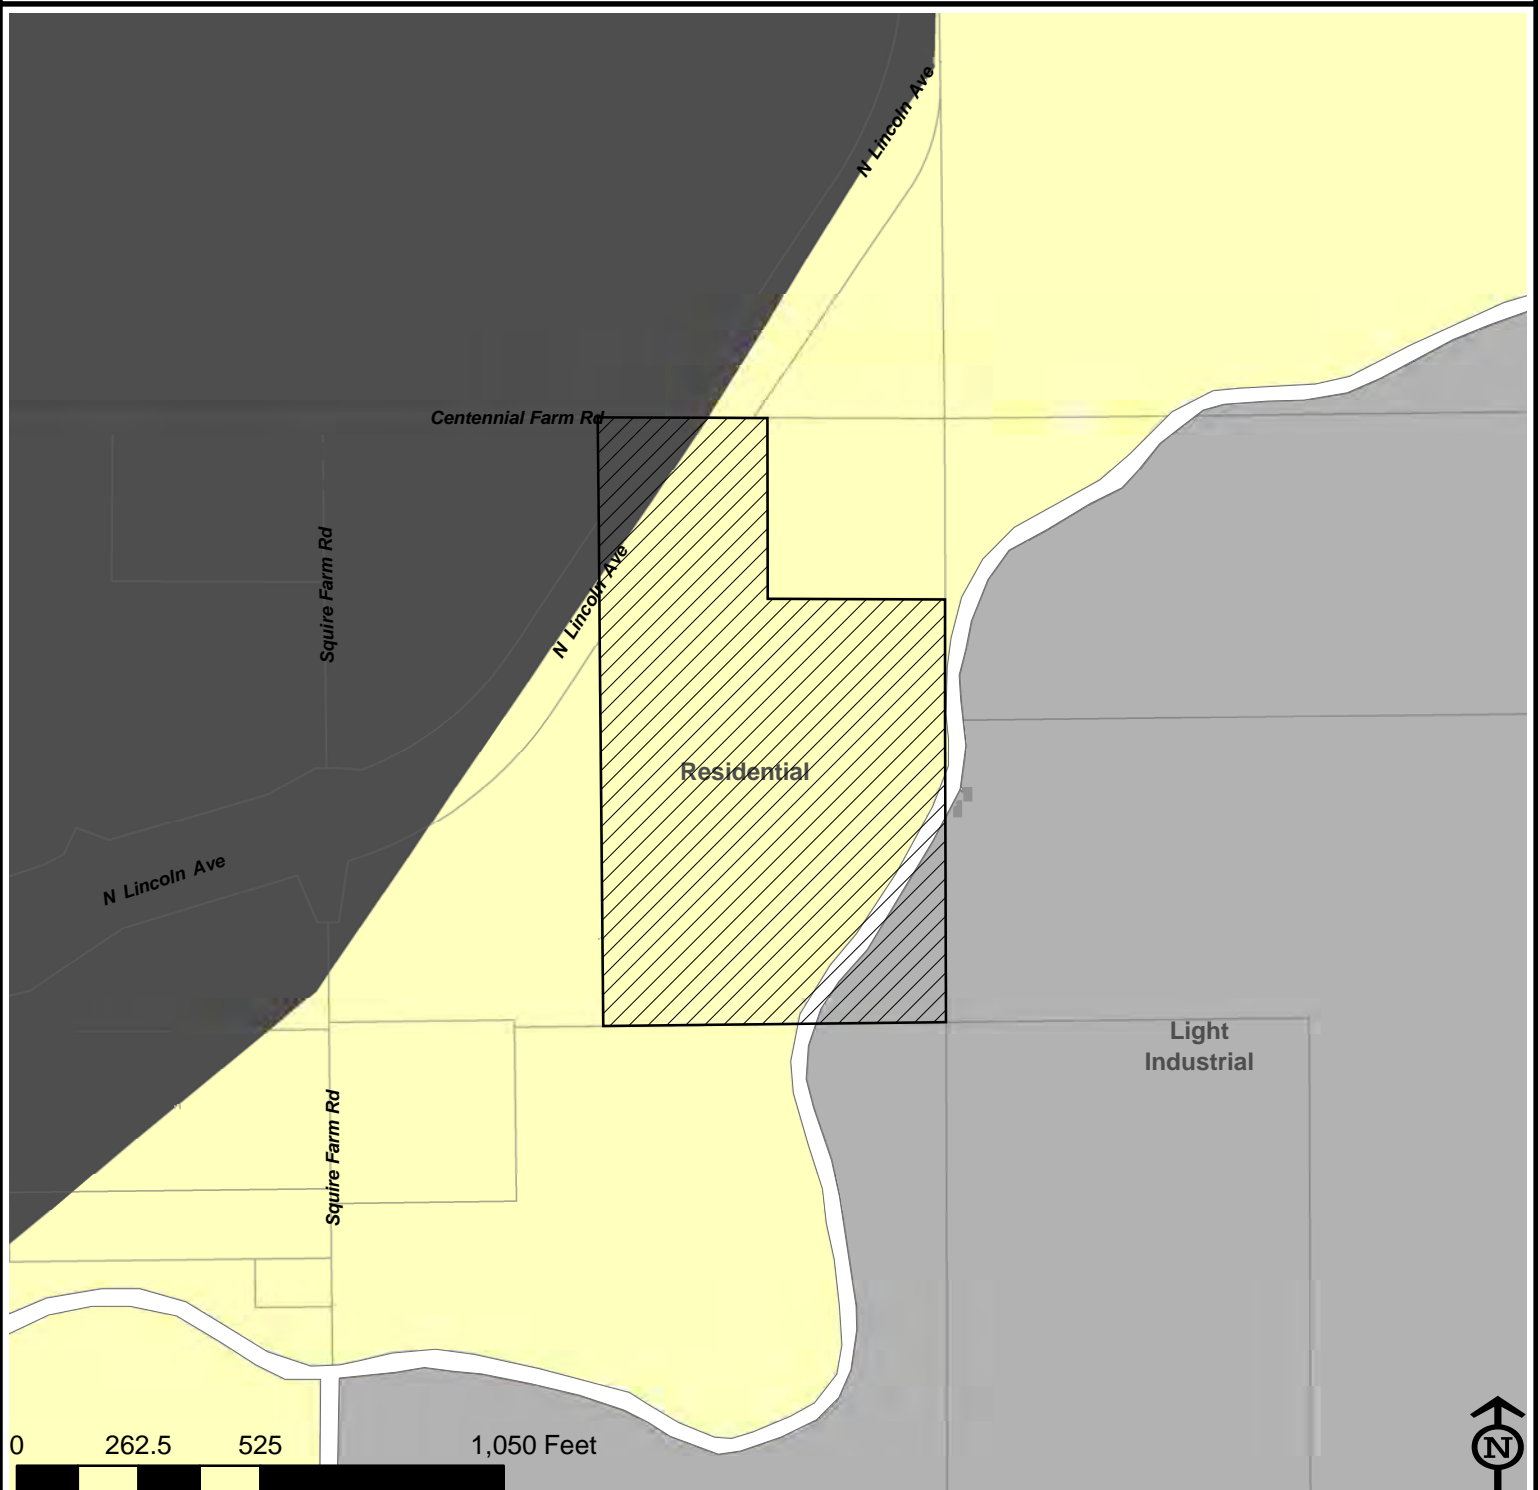 N Lincoln Ave
Centennial Farm Rd
Squire Farm Rd
N Lincoln Ave
Residential
N Lincoln Ave
Light
Industrial
Squire Farm Rd
0 262.5 525 1,050 Feet
N